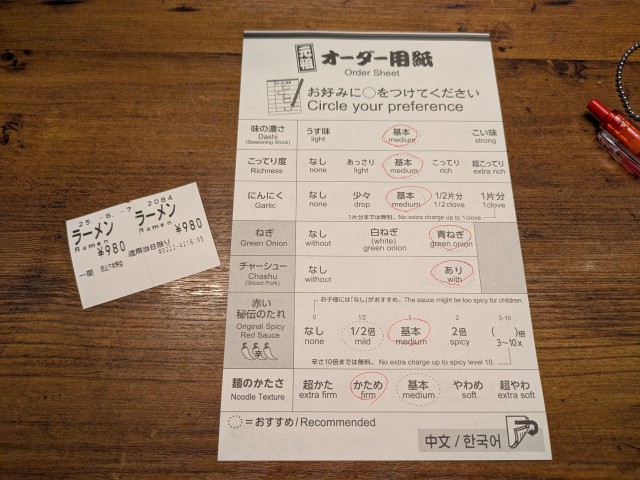 元祖 オーダー用紙
Order Sheet
お好みに○をつけてください
Circle your preference
味の濃さ うす味 基本 こい味
Dashi light medium strong
(Seasoning Stock)
こってり度 なし あっさり 基本 こってり 超こってり
Richness none light medium rich extra rich
にんにく なし 少々 基本 1/2片分 1片分
Garlic none drop medium 1/2clove 1clove
1片分までは無料。No extra charge up to 1clove.
ねぎ なし 白ねぎ 青ねぎ
Green Onion without (white) green onion green onion
チャーシュー なし あり
Chashu without with
(Sliced Pork)
お子様には「なし」がおすすめ。The sauce might be too spicy for children.
赤い
秘伝のたれ
Original Spicy
Red Sauce
辛
0 1/2 1 2 3-10
なし 1/2倍 基本 2倍 ( )倍
none mild medium spicy 3~10x
辛さ10倍までは無料。No extra charge up to spicy level 10.
麺のかたさ 超かた かため 基本 やわめ 超やわ
Noodle Texture extra firm firm medium soft extra soft
=おすすめ/Recommended
中文/한국어
25.-8.-7 2084
ラーメン ラーメン
Ramen Ramen
¥980 ¥980
適用当日限り
一蘭